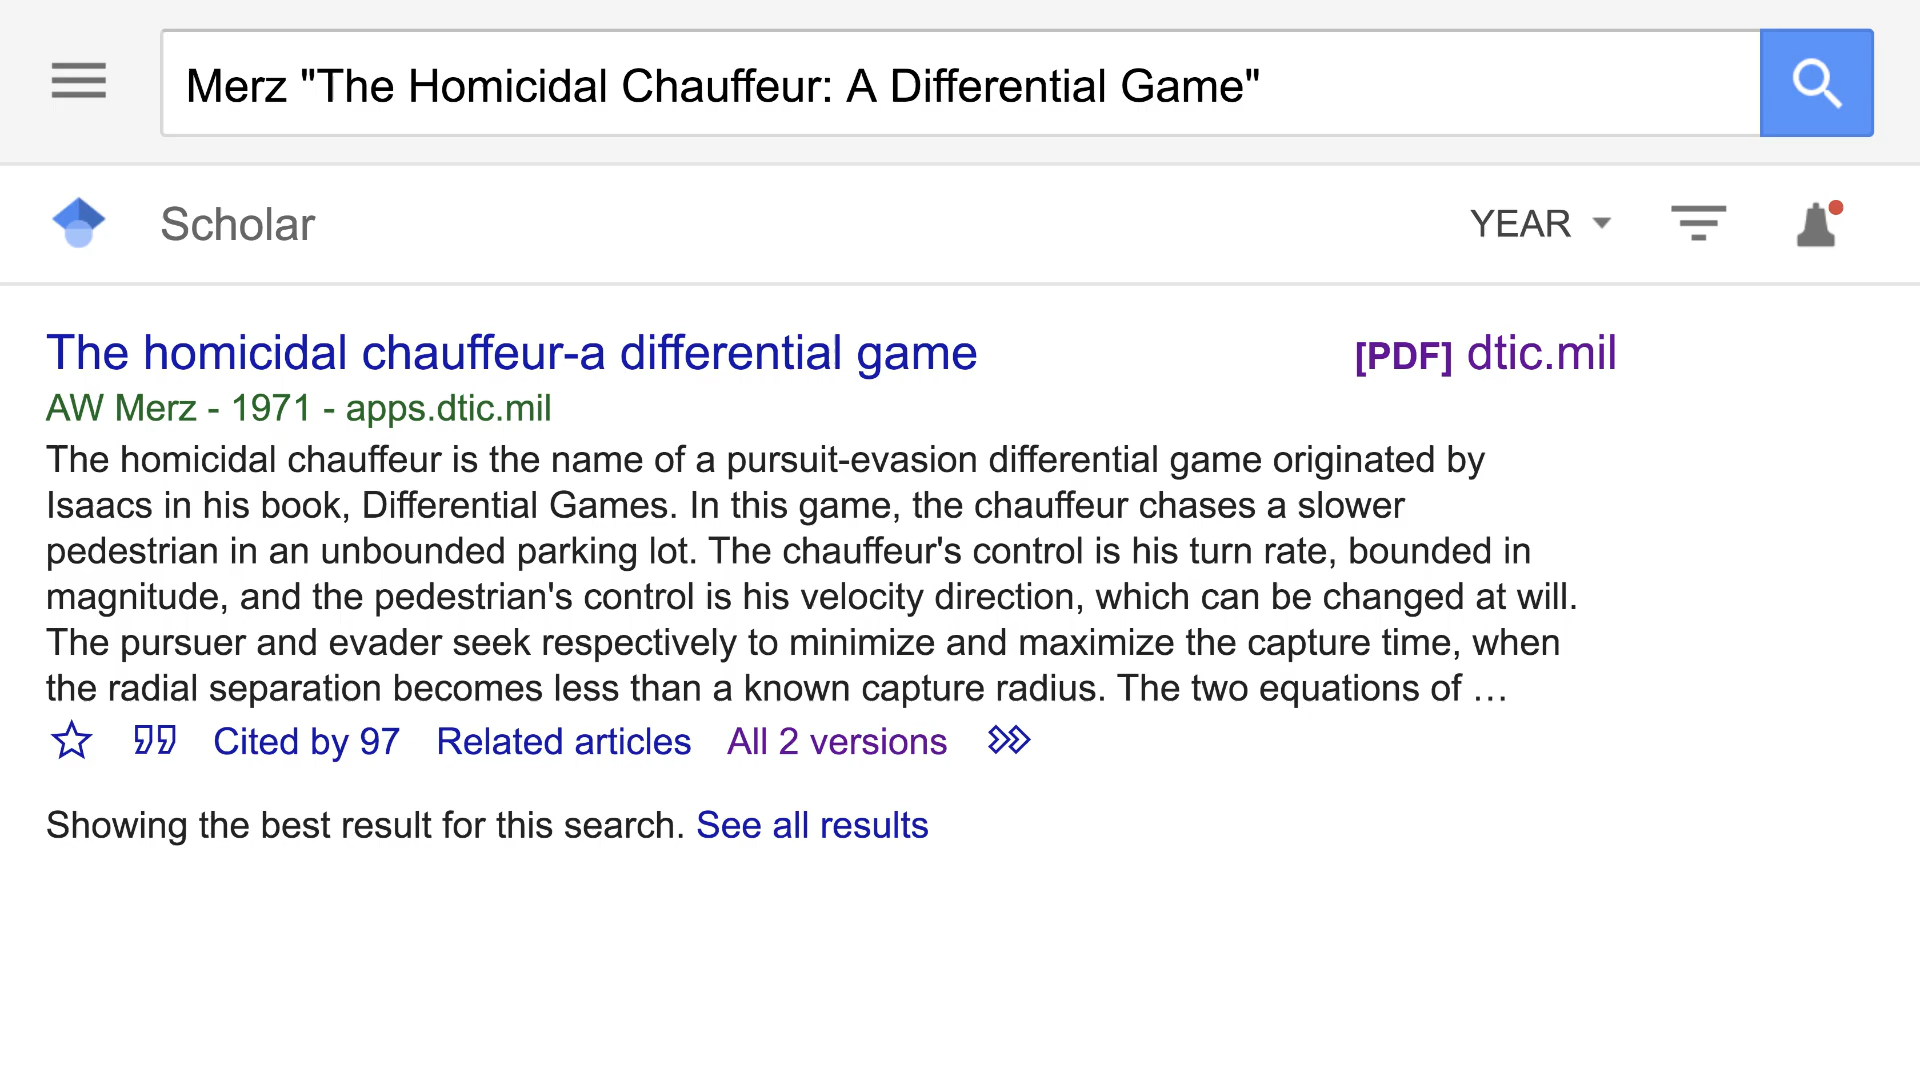 Merz "The Homicidal Chauffeur: A Differential Game"
Scholar
YEAR
The homicidal chauffeur-a differential game
[PDF] dtic.mil
AW Merz - 1971 - apps.dtic.mil
The homicidal chauffeur is the name of a pursuit-evasion differential game originated by
Isaacs in his book, Differential Games. In this game, the chauffeur chases a slower
pedestrian in an unbounded parking lot. The chauffeur's control is his turn rate, bounded in
magnitude, and the pedestrian's control is his velocity direction, which can be changed at will.
The pursuer and evader seek respectively to minimize and maximize the capture time, when
the radial separation becomes less than a known capture radius. The two equations of …
Cited by 97 Related articles All 2 versions
Showing the best result for this search. See all results